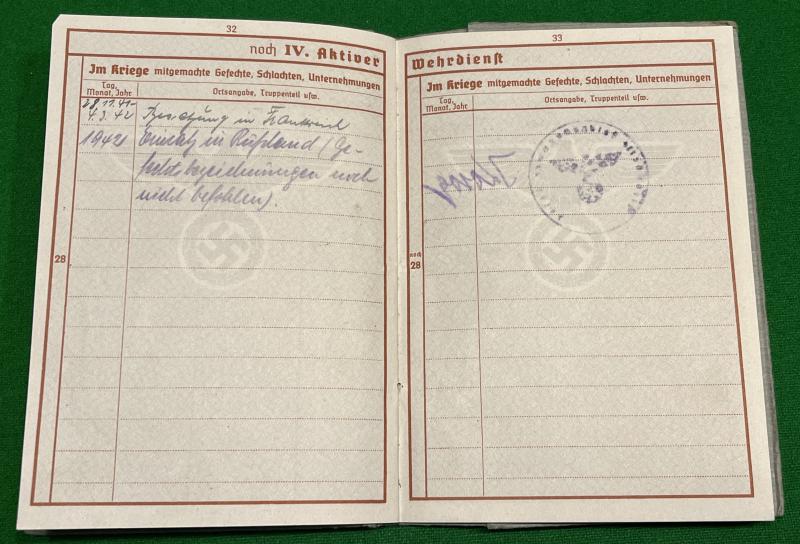 32
noch IV. Aktiver
Im Kriege mitgemachte Gefechte, Schlachten, Unternehmungen
Tag, Monat, Jahr
Ortsangabe, Truppenteil usw.
28.11.41-
4.3.42 Besetzung in Frankreich
1942 Einsatz in Rußland (Ge-
fechtsbezeichnungen noch
nicht befohlen).
28
33
Wehrdienst
Im Kriege mitgemachte Gefechte, Schlachten, Unternehmungen
Tag, Monat, Jahr
Ortsangabe, Truppenteil usw.
noch
28